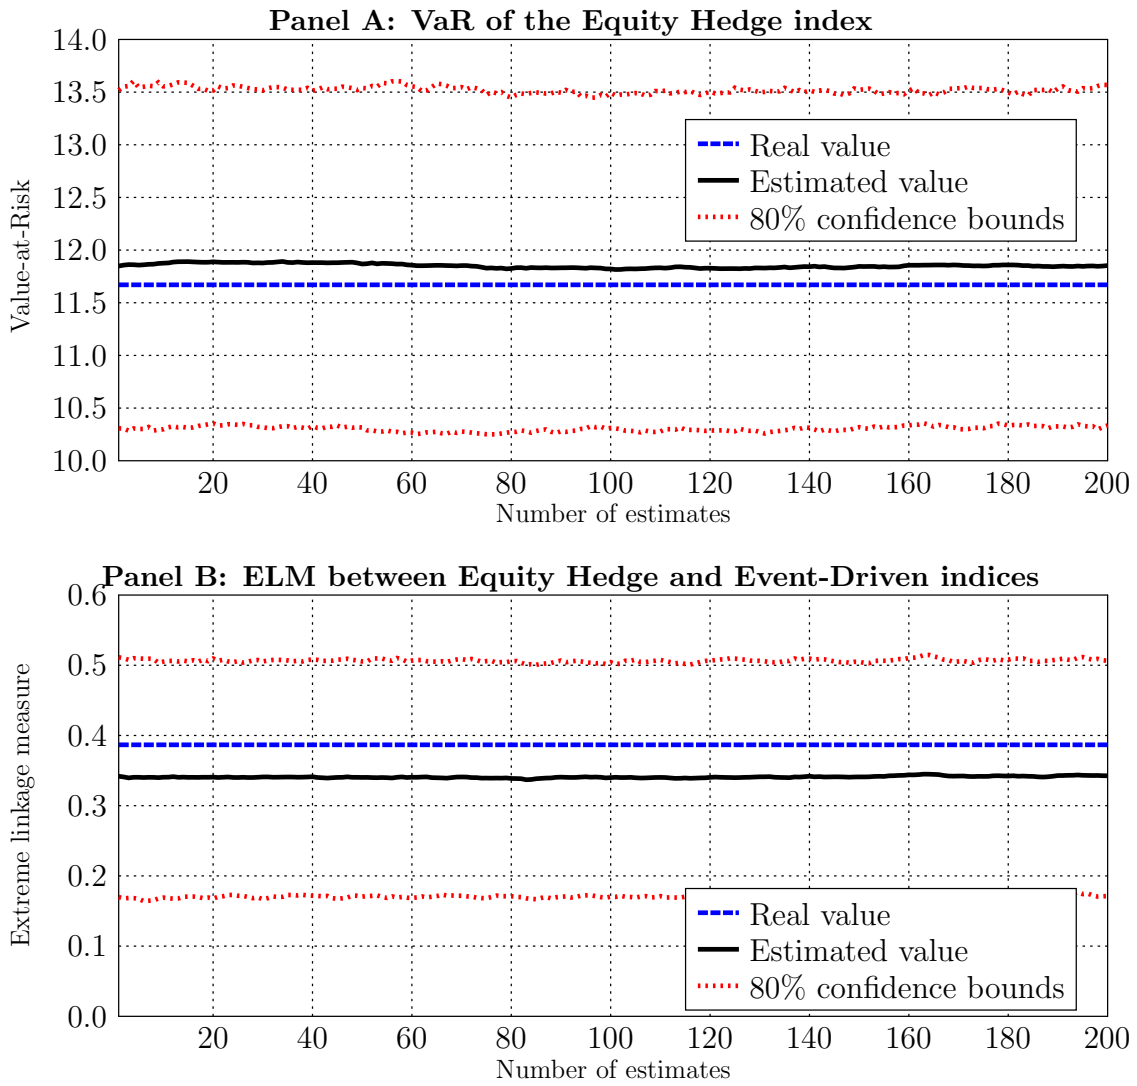 Panel A: VaR of the Equity Hedge index
14.0
13.5
13.0
12.5
12.0
11.5
11.0
10.5
10.0
Value-at-Risk
Real value
Estimated value
80% confidence bounds
20 40 60 80 100 120 140 160 180 200
Number of estimates
Panel B: ELM between Equity Hedge and Event-Driven indices
0.6
0.5
0.4
0.3
0.2
0.1
0.0
Extreme linkage measure
Real value
Estimated value
80% confidence bounds
20 40 60 80 100 120 140 160 180 200
Number of estimates